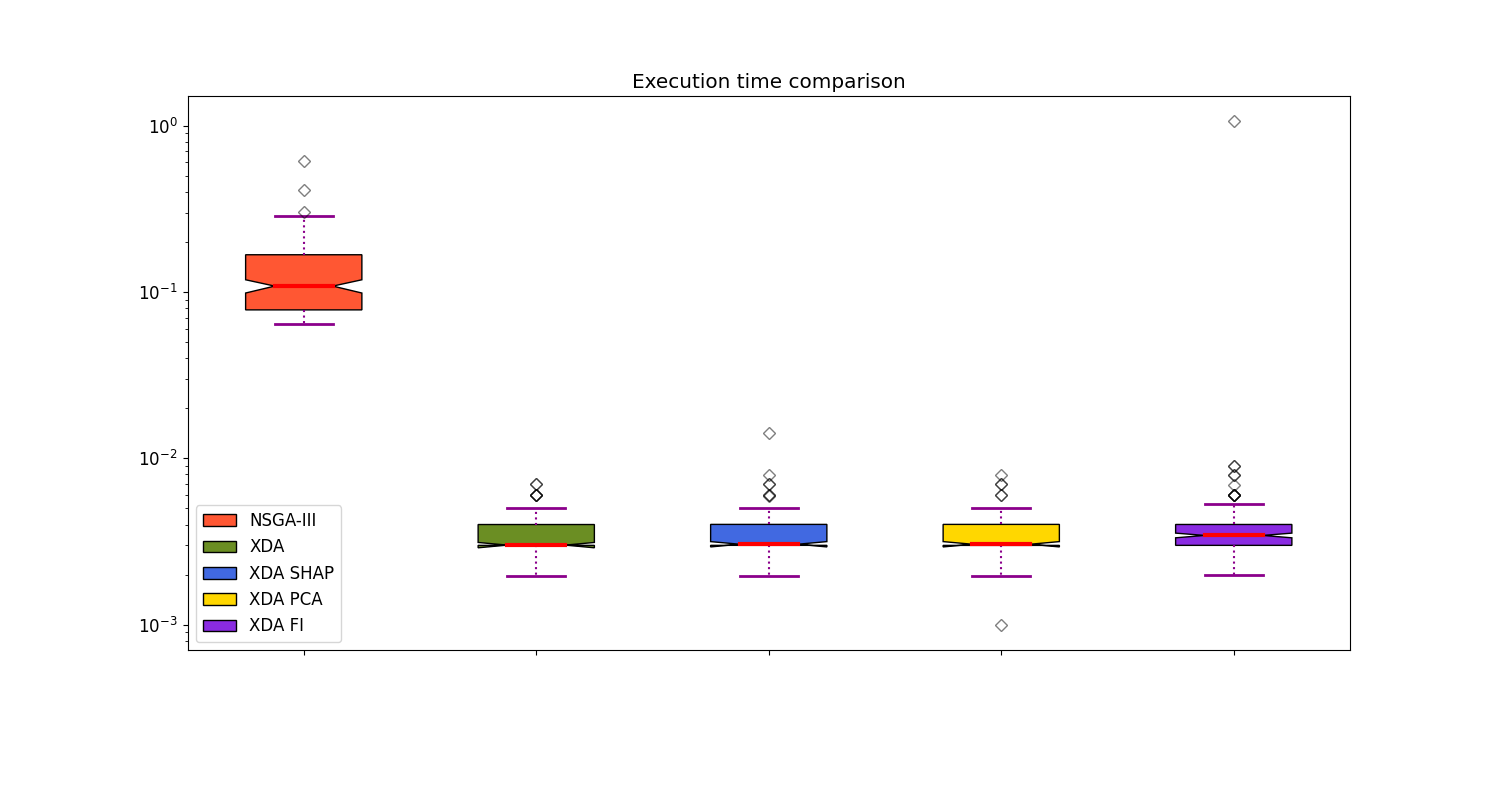 Execution time comparison
10⁰
10⁻¹
10⁻²
10⁻³
NSGA-III
XDA
XDA SHAP
XDA PCA
XDA FI